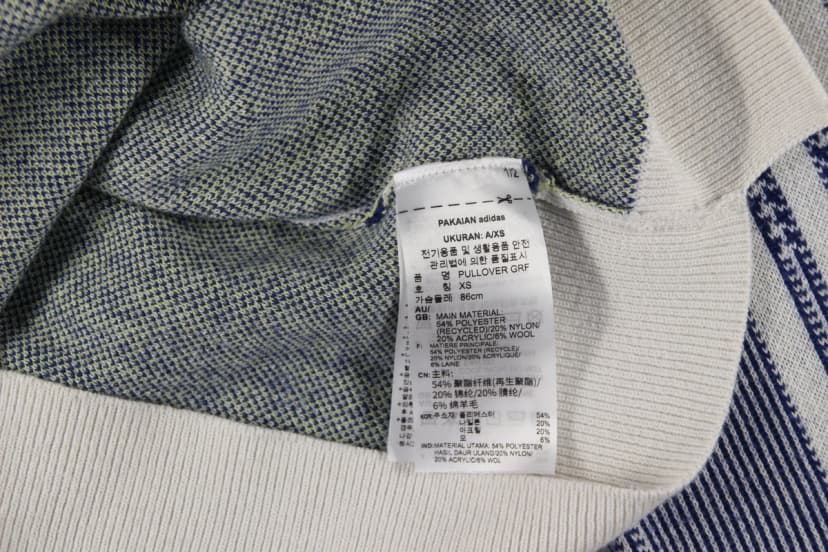 1/2
PAKAIAN adidas
UKURAN: A/XS
전기용품 및 생활용품 안전
관리법에 의한 품질표시
품 명 PULLOVER GRF
호 칭 XS
가슴둘레 86cm
AU/
GB: MAIN MATERIAL:
54% POLYESTER
(RECYCLED)/20% NYLON/
20% ACRYLIC/6% WOOL
F: MATIERE PRINCIPALE:
54% POLYESTER (RECYCLE)/
20% NYLON/20% ACRYLIQUE/
6% LAINE
CN: 主料:
54% 聚酯纤维(再生聚酯)/
20% 锦纶/20% 腈纶/
6% 绵羊毛
KOR: 주소재: 폴리에스터 54%
나일론 20%
아크릴 20%
모 6%
IND: MATERIAL UTAMA: 54% POLYESTER
HASIL DAUR ULAND/20% NYLON/
20% ACRYLIC/6% WOL